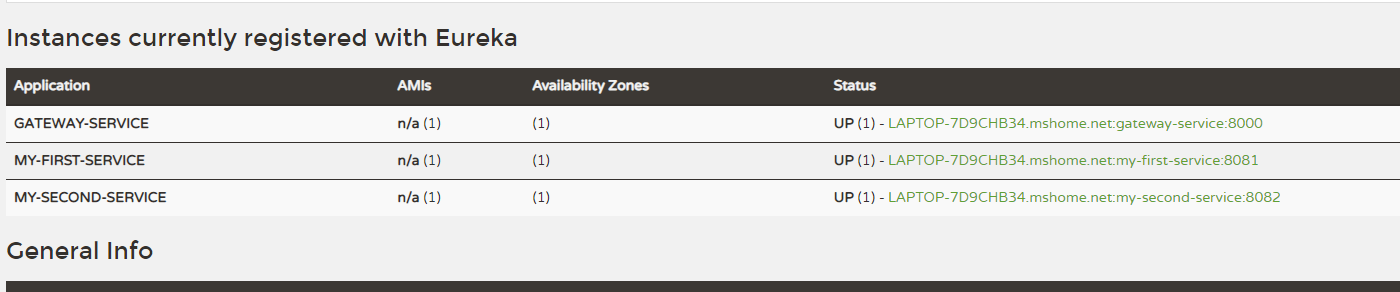 Instances currently registered with Eureka
Application AMIs Availability Zones Status
GATEWAY-SERVICE n/a (1) (1) UP (1) - LAPTOP-7D9CHB34.mshome.net:gateway-service:8000
MY-FIRST-SERVICE n/a (1) (1) UP (1) - LAPTOP-7D9CHB34.mshome.net:my-first-service:8081
MY-SECOND-SERVICE n/a (1) (1) UP (1) - LAPTOP-7D9CHB34.mshome.net:my-second-service:8082
General Info